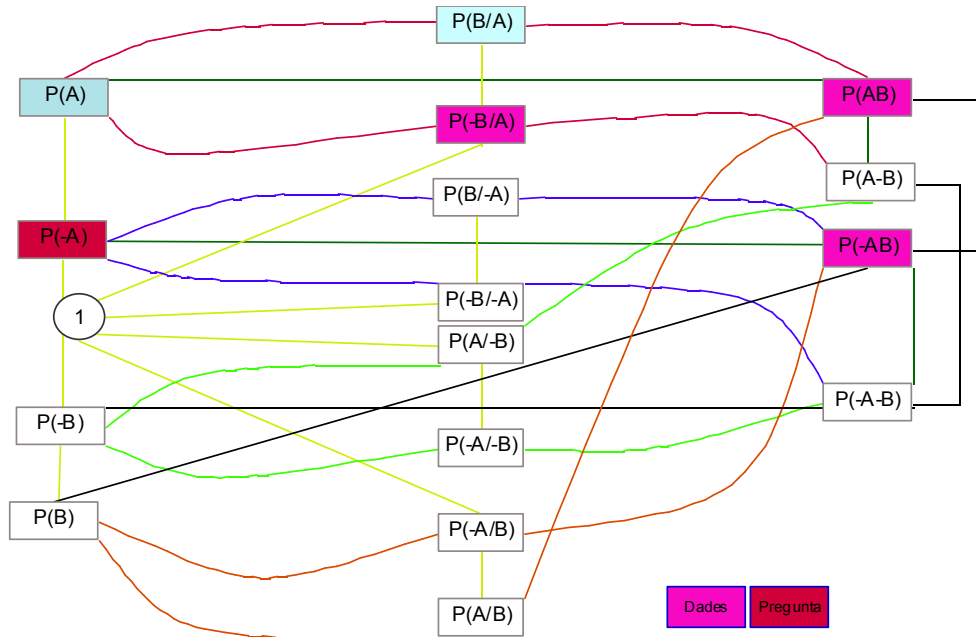 P(B/A)
P(A)
P(AB)
P(-B/A)
P(A-B)
P(B/-A)
P(-A)
P(-AB)
P(-B/-A)
1
P(A/-B)
P(-A-B)
P(-B)
P(-A/-B)
P(B)
P(-A/B)
P(A/B)
Dades
Pregunta